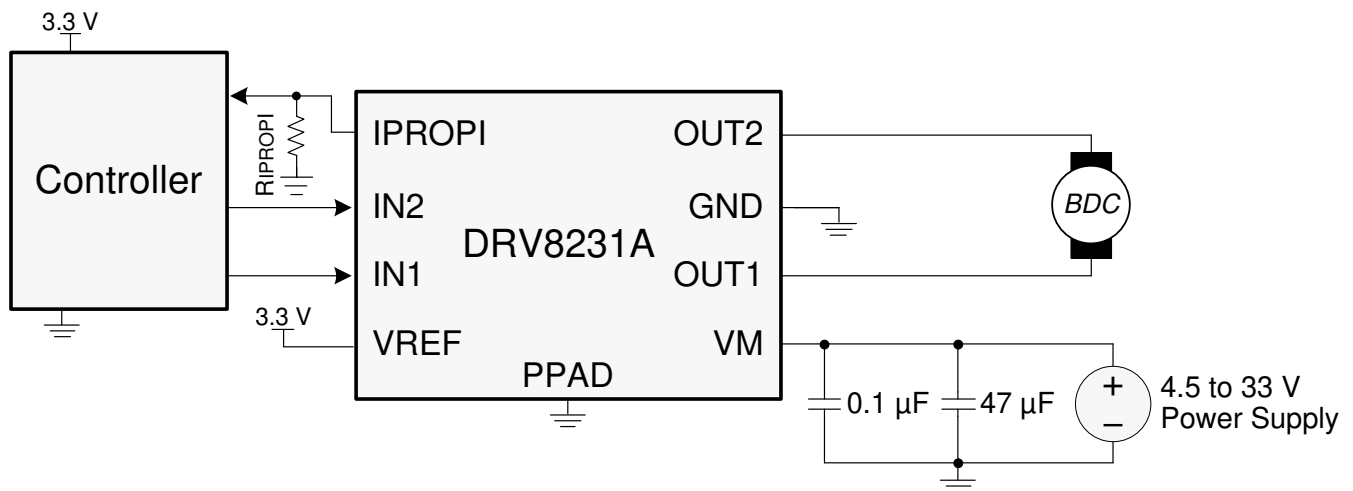 3.3 V
Controller
RIPROPI
3.3 V
IPROPI
IN2
IN1
VREF
DRV8231A
PPAD
OUT2
GND
OUT1
VM
BDC
0.1 µF
47 µF
+
–
4.5 to 33 V
Power Supply